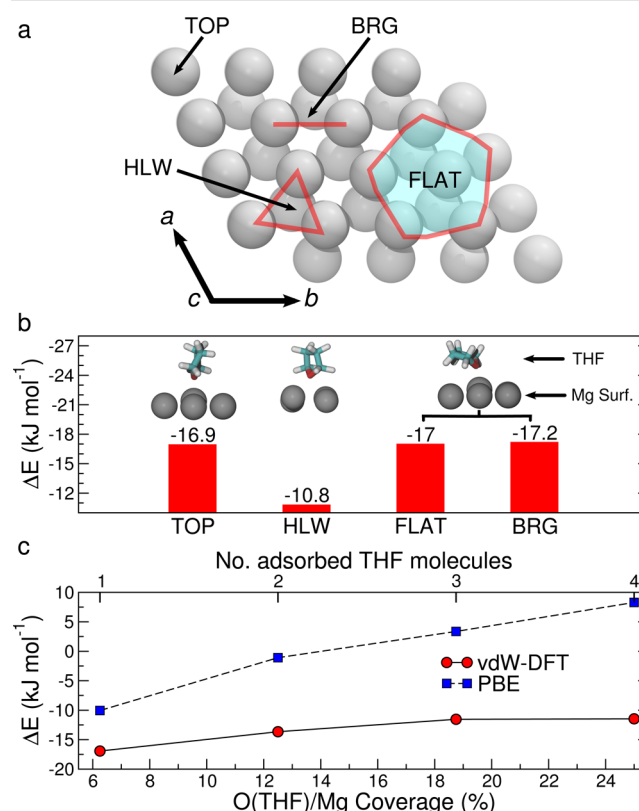 a
TOP
BRG
HLW
FLAT
a
c
b
b
-27
-24
-21
-18
-15
-12
ΔE (kJ mol⁻¹)
THF
Mg Surf.
-16.9
-10.8
-17
-17.2
TOP
HLW
FLAT
BRG
c
No. adsorbed THF molecules
1
2
3
4
10
5
0
-5
-10
-15
-20
ΔE (kJ mol⁻¹)
vdW-DFT
PBE
6
8
10
12
14
16
18
20
22
24
O(THF)/Mg Coverage (%)